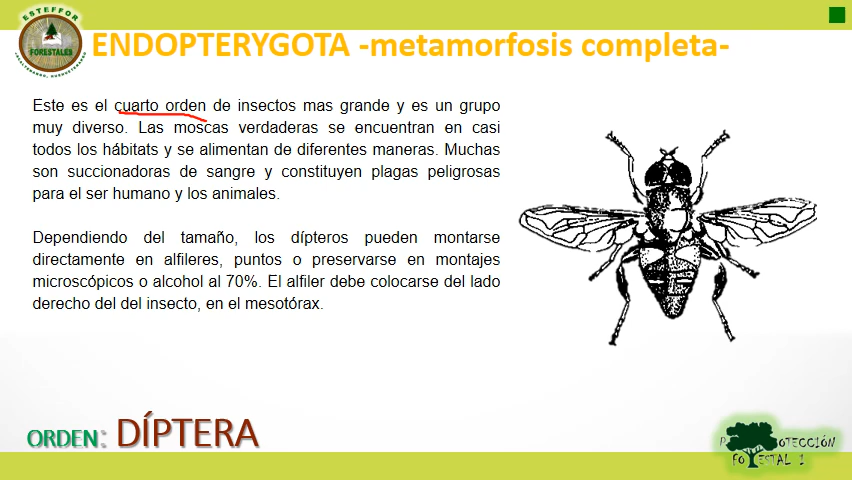 ESTEFFOR
FORESTALES
ENDOPTERYGOTA -metamorfosis completa-
Este es el cuarto orden de insectos mas grande y es un grupo
muy diverso. Las moscas verdaderas se encuentran en casi
todos los hábitats y se alimentan de diferentes maneras. Muchas
son succionadoras de sangre y constituyen plagas peligrosas
para el ser humano y los animales.
Dependiendo del tamaño, los dípteros pueden montarse
directamente en alfileres, puntos o preservarse en montajes
microscópicos o alcohol al 70%. El alfiler debe colocarse del lado
derecho del del insecto, en el mesotórax.
ORDEN: DÍPTERA